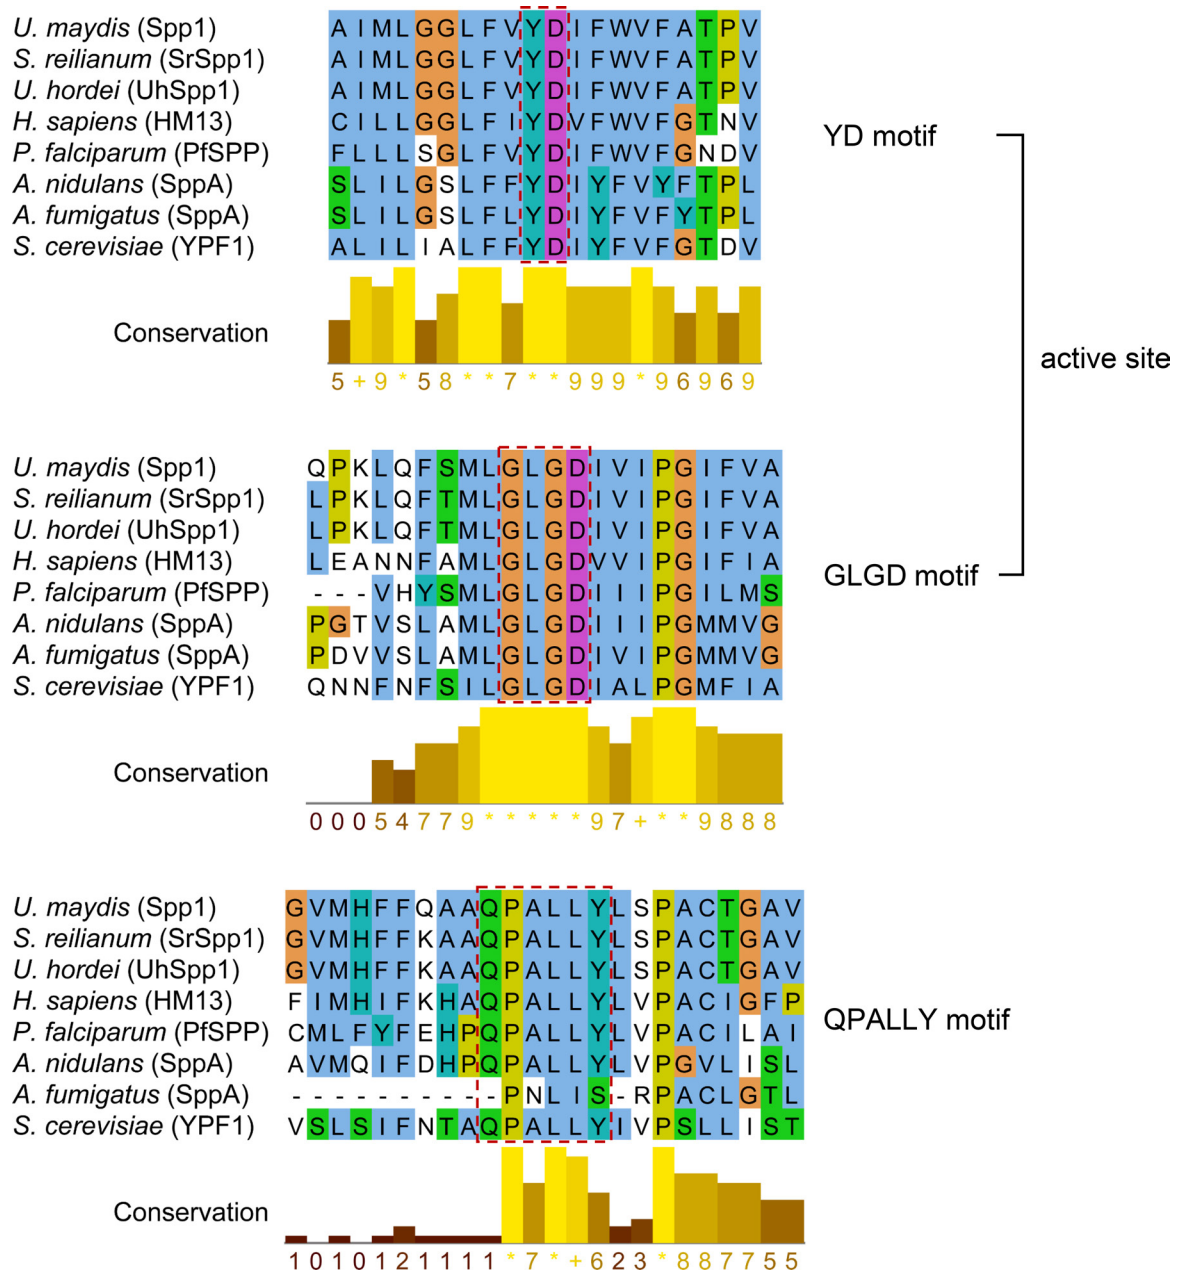 U. maydis (Spp1) AIMLGGLFVYDIFWVFATPV
S. reilianum (SrSpp1) AIMLGGLFVYDIFWVFATPV
U. hordei (UhSpp1) AIMLGGLFVYDIFWVFATPV
H. sapiens (HM13) CILLGGLFIYDVFWVFGTNV
YD motif
P. falciparum (PfSPP) FLLLSGLFVYDIFWVFGNDV
A. nidulans (SppA) SLILGSLFFYDIYFVYFTPL
A. fumigatus (SppA) SLILGSLFLYDIYFVFYTPL
S. cerevisiae (YPF1) ALILIALFFYDIYFVFGTDV
Conservation
active site
5+9*58**7**999*96969
U. maydis (Spp1) QPKLQFSMLGLGDIVIPGIFVA
S. reilianum (SrSpp1) LPKLQFTMLGLGDIVIPGIFVA
U. hordei (UhSpp1) LPKLQFTMLGLGDIVIPGIFVA
H. sapiens (HM13) LEANNFAMLGLGDVVIPGIFIA
GLGD motif
P. falciparum (PfSPP) ---VHYSMLGLGDIIIPGILMS
A. nidulans (SppA) PGTVSLAMLGLGDIIIPGMMVG
A. fumigatus (SppA) PDVVSLAMLGLGDIVIPGMMVG
S. cerevisiae (YPF1) QNNFNFSILGLGDIALPGMFIA
Conservation
00054779*****97+**9888
U. maydis (Spp1) GVMHFFQAAQPALLYLSPACTGAV
S. reilianum (SrSpp1) GVMHFFKAAQPALLYLSPACTGAV
U. hordei (UhSpp1) GVMHFFKAAQPALLYLSPACTGAV
H. sapiens (HM13) FIMHIFKHAQPALLYLVPACIGFP
QPALLY motif
P. falciparum (PfSPP) CMLFYFEHPQPALLYLVPACILAI
A. nidulans (SppA) AVMQIFDHPQPALLYLVPGVLISL
A. fumigatus (SppA) ----------PNLIS-RPACLGTL
S. cerevisiae (YPF1) VSLSIFNTAQPALLYIVPSLLIST
Conservation
1010121111*7*+623*887755